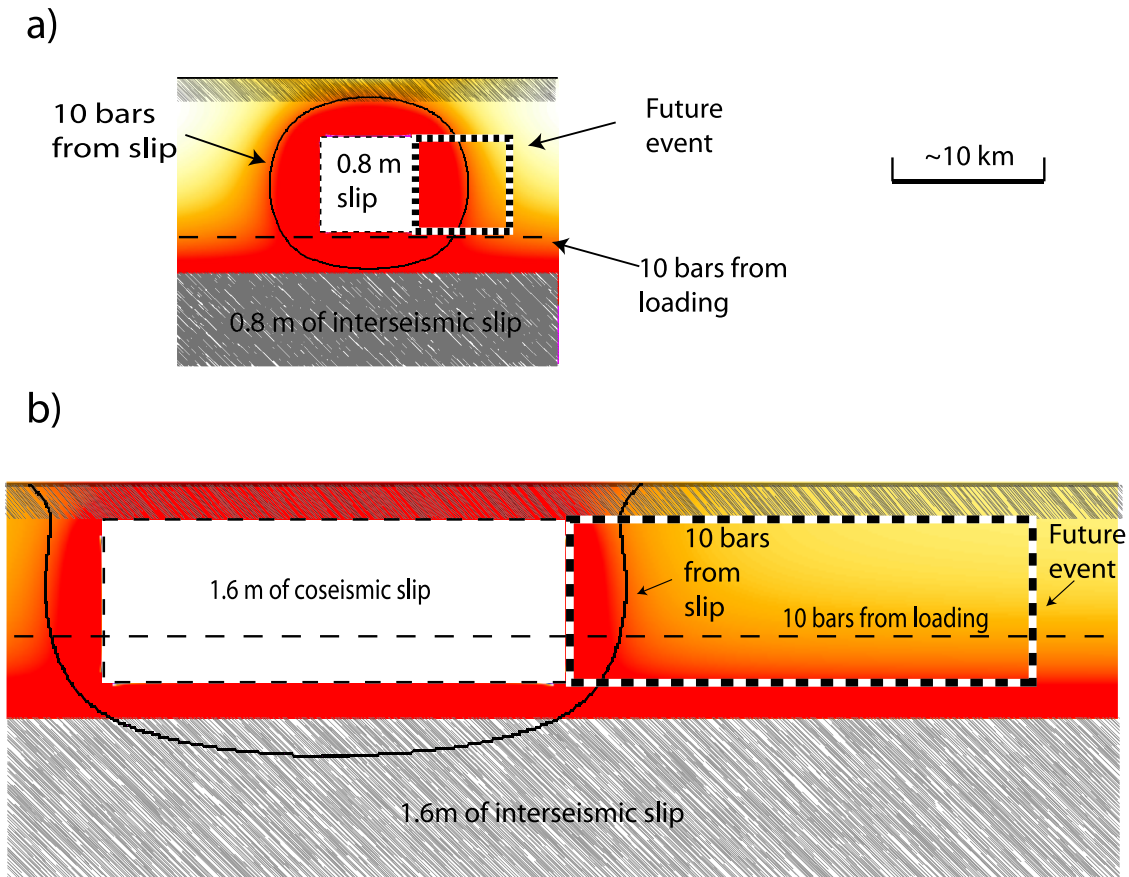 a)
10 bars
from slip
0.8 m
slip
Future
event
~10 km
10 bars from
loading
0.8 m of interseismic slip
b)
1.6 m of coseismic slip
10 bars
from
slip
Future
event
10 bars from loading
1.6m of interseismic slip